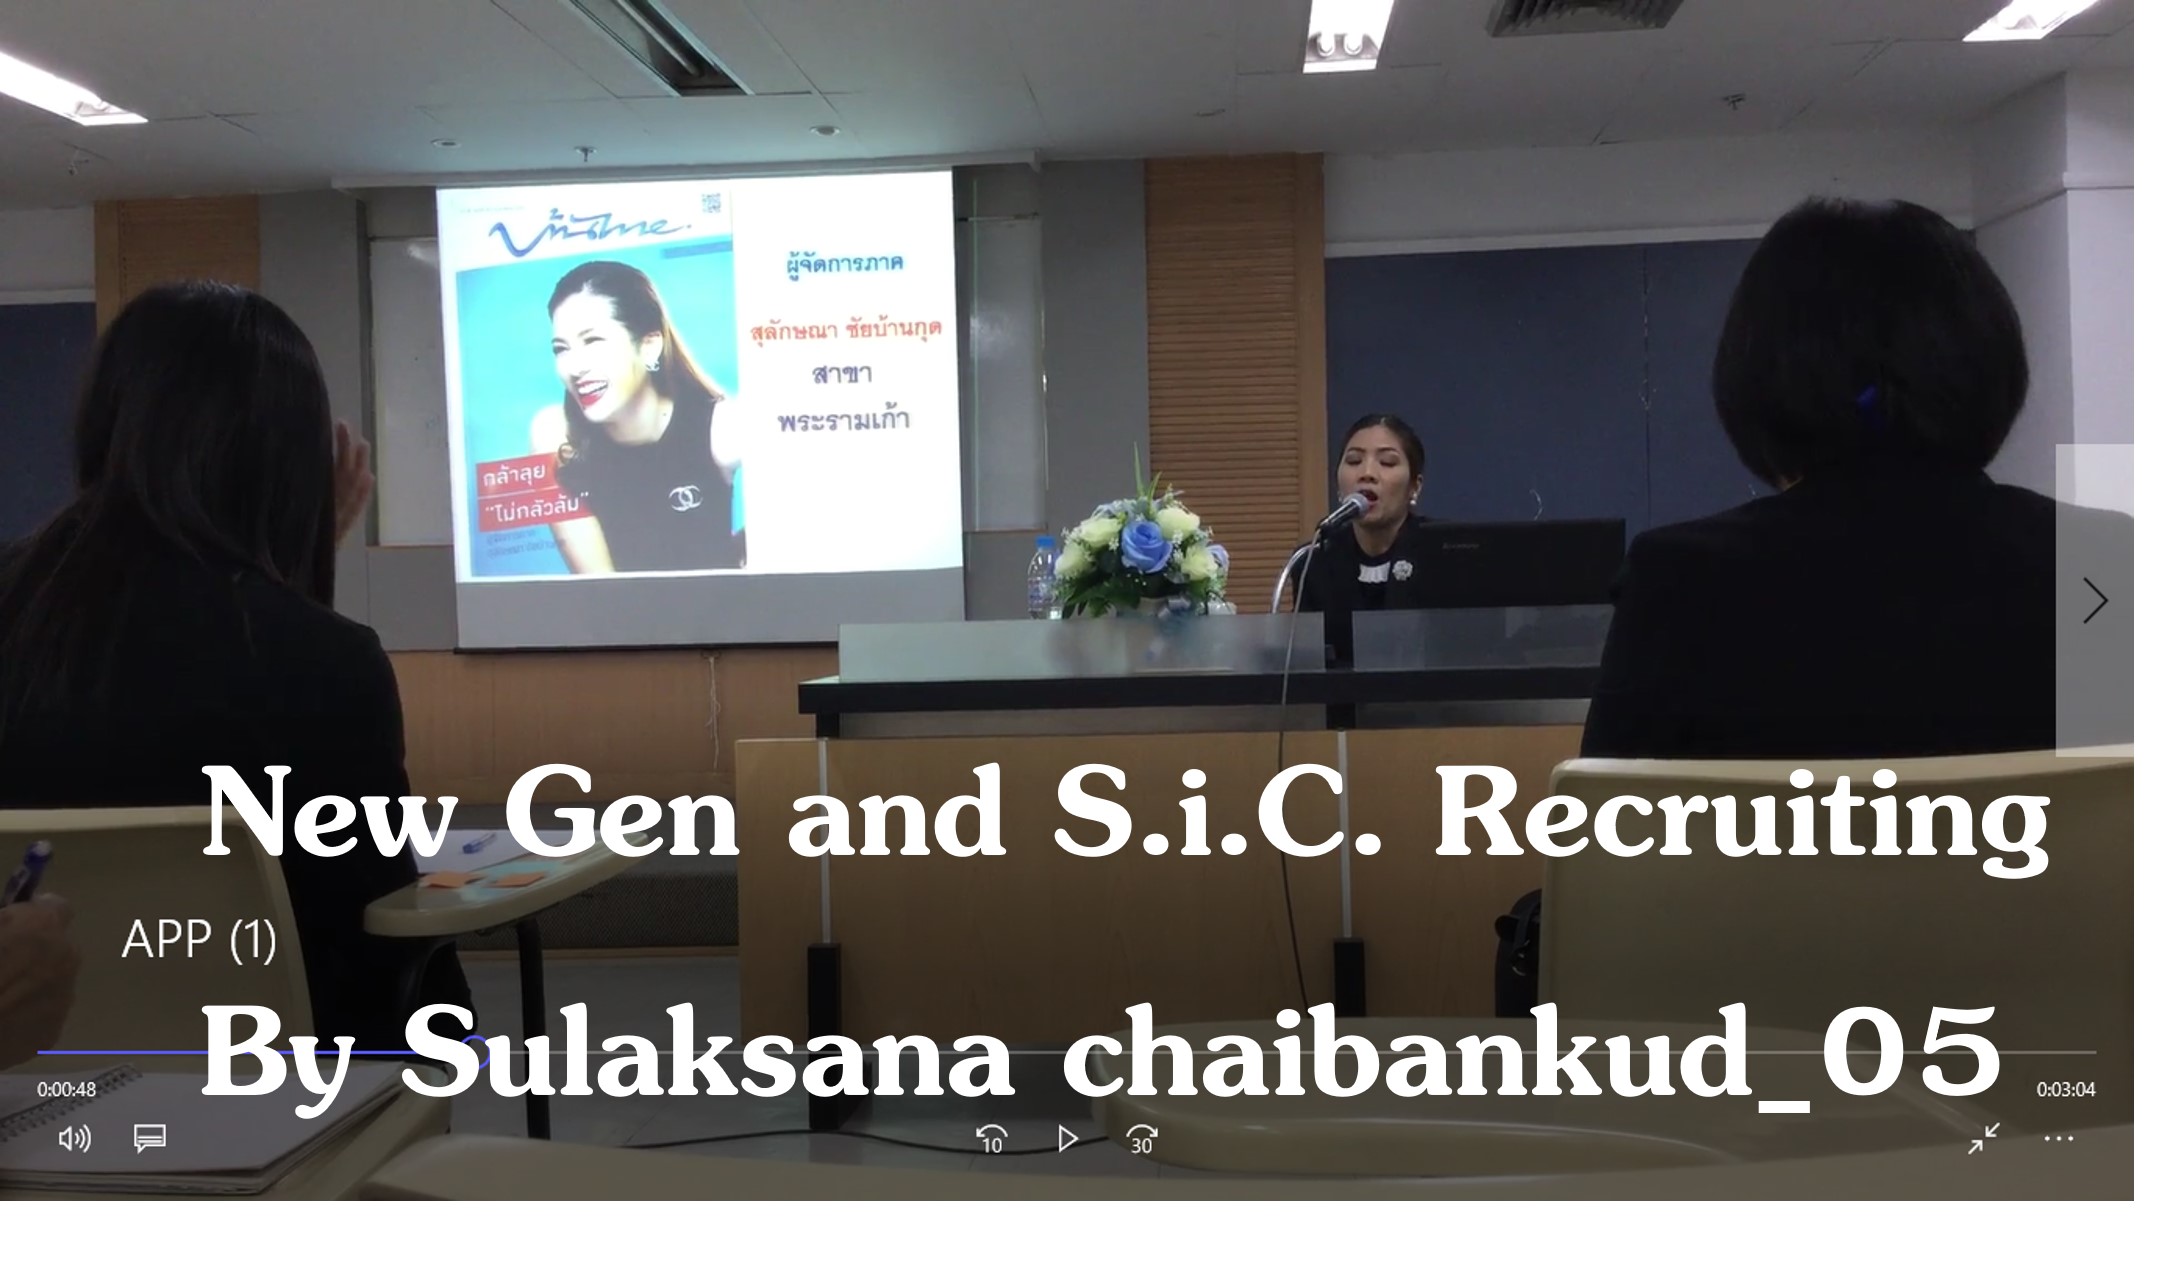 ผู้จัดการภาค
สุลักษณา ชัยบ้านกุด
สาขา
พระรามเก้า
กล้าลุย
"ไม่กลัวล้ม"
New Gen and S.i.C. Recruiting
APP (1)
By Sulaksana chaibankud_05
0:00:48
0:03:04
10
30